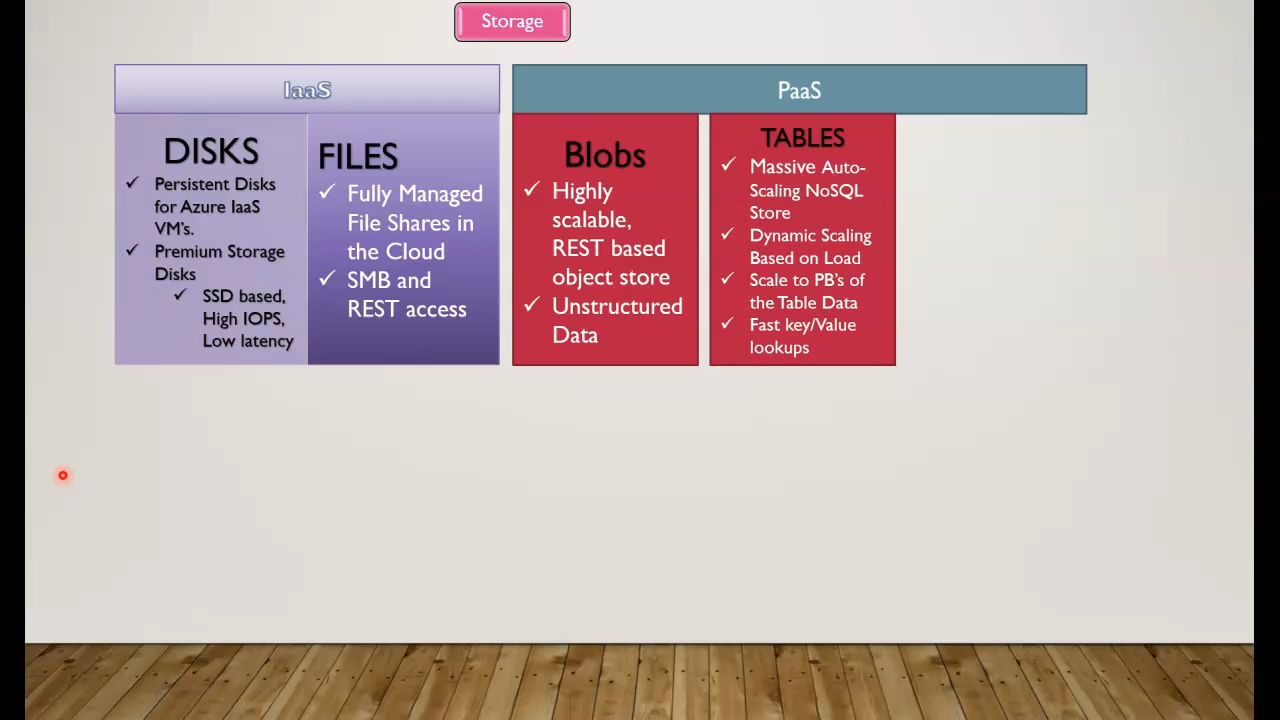 Storage
IaaS
PaaS
DISKS
✓ Persistent Disks
for Azure IaaS
VM's.
✓ Premium Storage
Disks
✓ SSD based,
High IOPS,
Low latency
FILES
✓ Fully Managed
File Shares in
the Cloud
✓ SMB and
REST access
Blobs
✓ Highly
scalable,
REST based
object store
✓ Unstructured
Data
TABLES
✓ Massive Auto-
Scaling NoSQL
Store
✓ Dynamic Scaling
Based on Load
✓ Scale to PB's of
the Table Data
✓ Fast key/Value
lookups